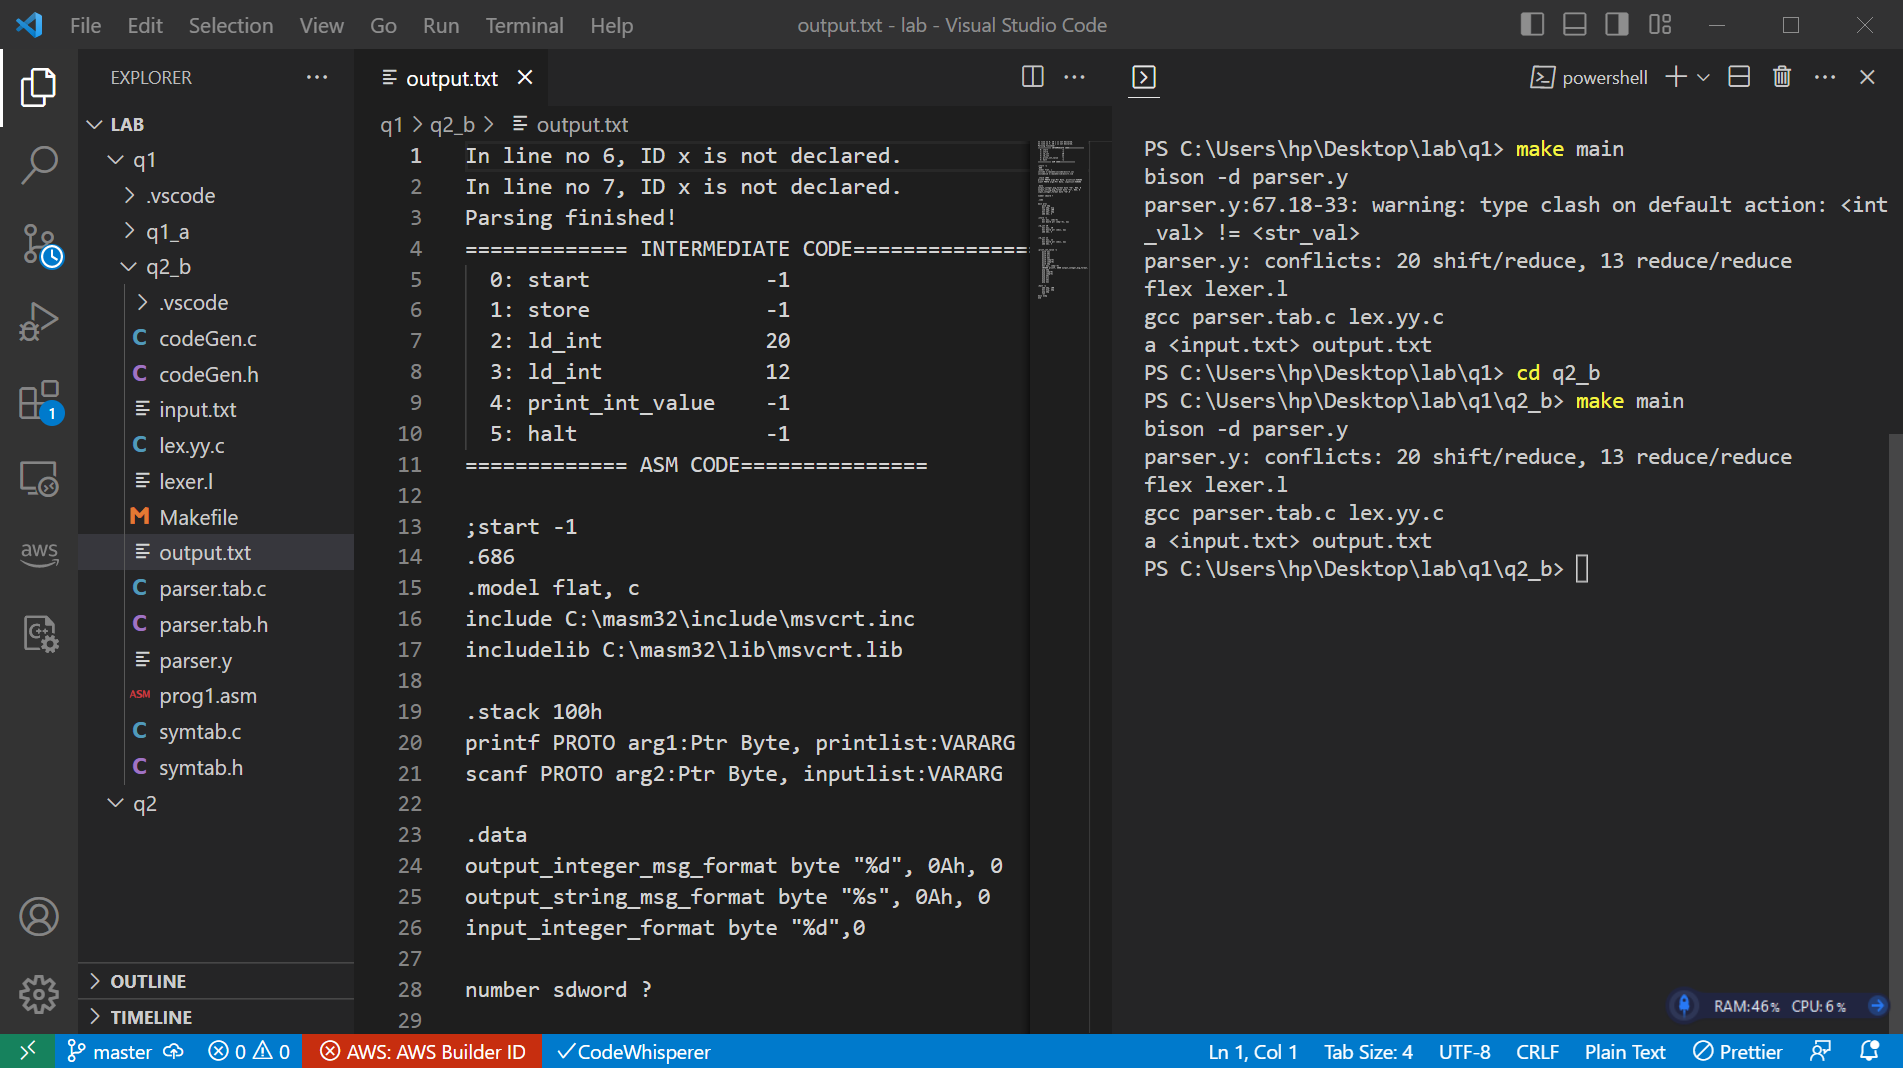 File Edit Selection View Go Run Terminal Help
output.txt - lab - Visual Studio Code
EXPLORER
LAB
q1
.vscode
q1_a
q2_b
.vscode
C codeGen.c
C codeGen.h
input.txt
C lex.yy.c
lexer.l
M Makefile
output.txt
C parser.tab.c
C parser.tab.h
parser.y
ASM prog1.asm
C symtab.c
C symtab.h
q2
OUTLINE
TIMELINE
1
aws
output.txt
q1 > q2_b > output.txt
1 In line no 6, ID x is not declared.
2 In line no 7, ID x is not declared.
3 Parsing finished!
4 ============= INTERMEDIATE CODE===============
5 0: start -1
6 1: store -1
7 2: ld_int 20
8 3: ld_int 12
9 4: print_int_value -1
10 5: halt -1
11 ============= ASM CODE===============
12
13 ;start -1
14 .686
15 .model flat, c
16 include C:\masm32\include\msvcrt.inc
17 includelib C:\masm32\lib\msvcrt.lib
18
19 .stack 100h
20 printf PROTO arg1:Ptr Byte, printlist:VARARG
21 scanf PROTO arg2:Ptr Byte, inputlist:VARARG
22
23 .data
24 output_integer_msg_format byte "%d", 0Ah, 0
25 output_string_msg_format byte "%s", 0Ah, 0
26 input_integer_format byte "%d",0
27
28 number sdword ?
29
powershell
PS C:\Users\hp\Desktop\lab\q1> make main
bison -d parser.y
parser.y:67.18-33: warning: type clash on default action: <int
_val> != <str_val>
parser.y: conflicts: 20 shift/reduce, 13 reduce/reduce
flex lexer.l
gcc parser.tab.c lex.yy.c
a <input.txt> output.txt
PS C:\Users\hp\Desktop\lab\q1> cd q2_b
PS C:\Users\hp\Desktop\lab\q1\q2_b> make main
bison -d parser.y
parser.y: conflicts: 20 shift/reduce, 13 reduce/reduce
flex lexer.l
gcc parser.tab.c lex.yy.c
a <input.txt> output.txt
PS C:\Users\hp\Desktop\lab\q1\q2_b>
RAM:46% CPU:6%
master 0 0 AWS: AWS Builder ID CodeWhisperer Ln 1, Col 1 Tab Size: 4 UTF-8 CRLF Plain Text Prettier